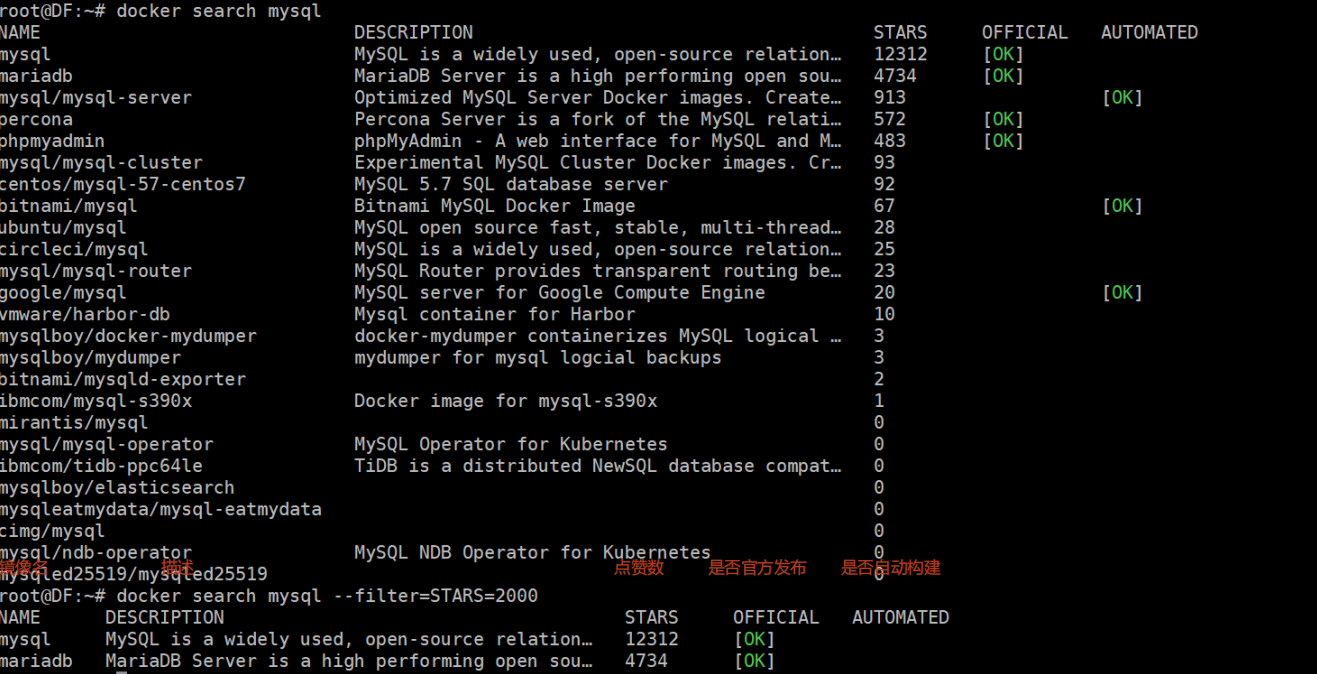 root@DF:~# docker search mysql
NAME DESCRIPTION STARS OFFICIAL AUTOMATED
mysql MySQL is a widely used, open-source relation… 12312 [OK]
mariadb MariaDB Server is a high performing open sou… 4734 [OK]
mysql/mysql-server Optimized MySQL Server Docker images. Create… 913 [OK]
percona Percona Server is a fork of the MySQL relati… 572 [OK]
phpmyadmin phpMyAdmin - A web interface for MySQL and M… 483 [OK]
mysql/mysql-cluster Experimental MySQL Cluster Docker images. Cr… 93
centos/mysql-57-centos7 MySQL 5.7 SQL database server 92
bitnami/mysql Bitnami MySQL Docker Image 67 [OK]
ubuntu/mysql MySQL open source fast, stable, multi-thread… 28
circleci/mysql MySQL is a widely used, open-source relation… 25
mysql/mysql-router MySQL Router provides transparent routing be… 23
google/mysql MySQL server for Google Compute Engine 20 [OK]
vmware/harbor-db Mysql container for Harbor 10
mysqlboy/docker-mydumper docker-mydumper containerizes MySQL logical … 3
mysqlboy/mydumper mydumper for mysql logcial backups 3
bitnami/mysqld-exporter 2
ibmcom/mysql-s390x Docker image for mysql-s390x 1
mirantis/mysql 0
mysql/mysql-operator MySQL Operator for Kubernetes 0
ibmcom/tidb-ppc64le TiDB is a distributed NewSQL database compat… 0
mysqlboy/elasticsearch 0
mysqleatmydata/mysql-eatmydata 0
cimg/mysql 0
mysql/ndb-operator MySQL NDB Operator for Kubernetes 0
镜像名 描述 点赞数 是否官方发布 是否自动构建
mysqled25519/mysqled25519 0
root@DF:~# docker search mysql --filter=STARS=2000
NAME DESCRIPTION STARS OFFICIAL AUTOMATED
mysql MySQL is a widely used, open-source relation… 12312 [OK]
mariadb MariaDB Server is a high performing open sou… 4734 [OK]